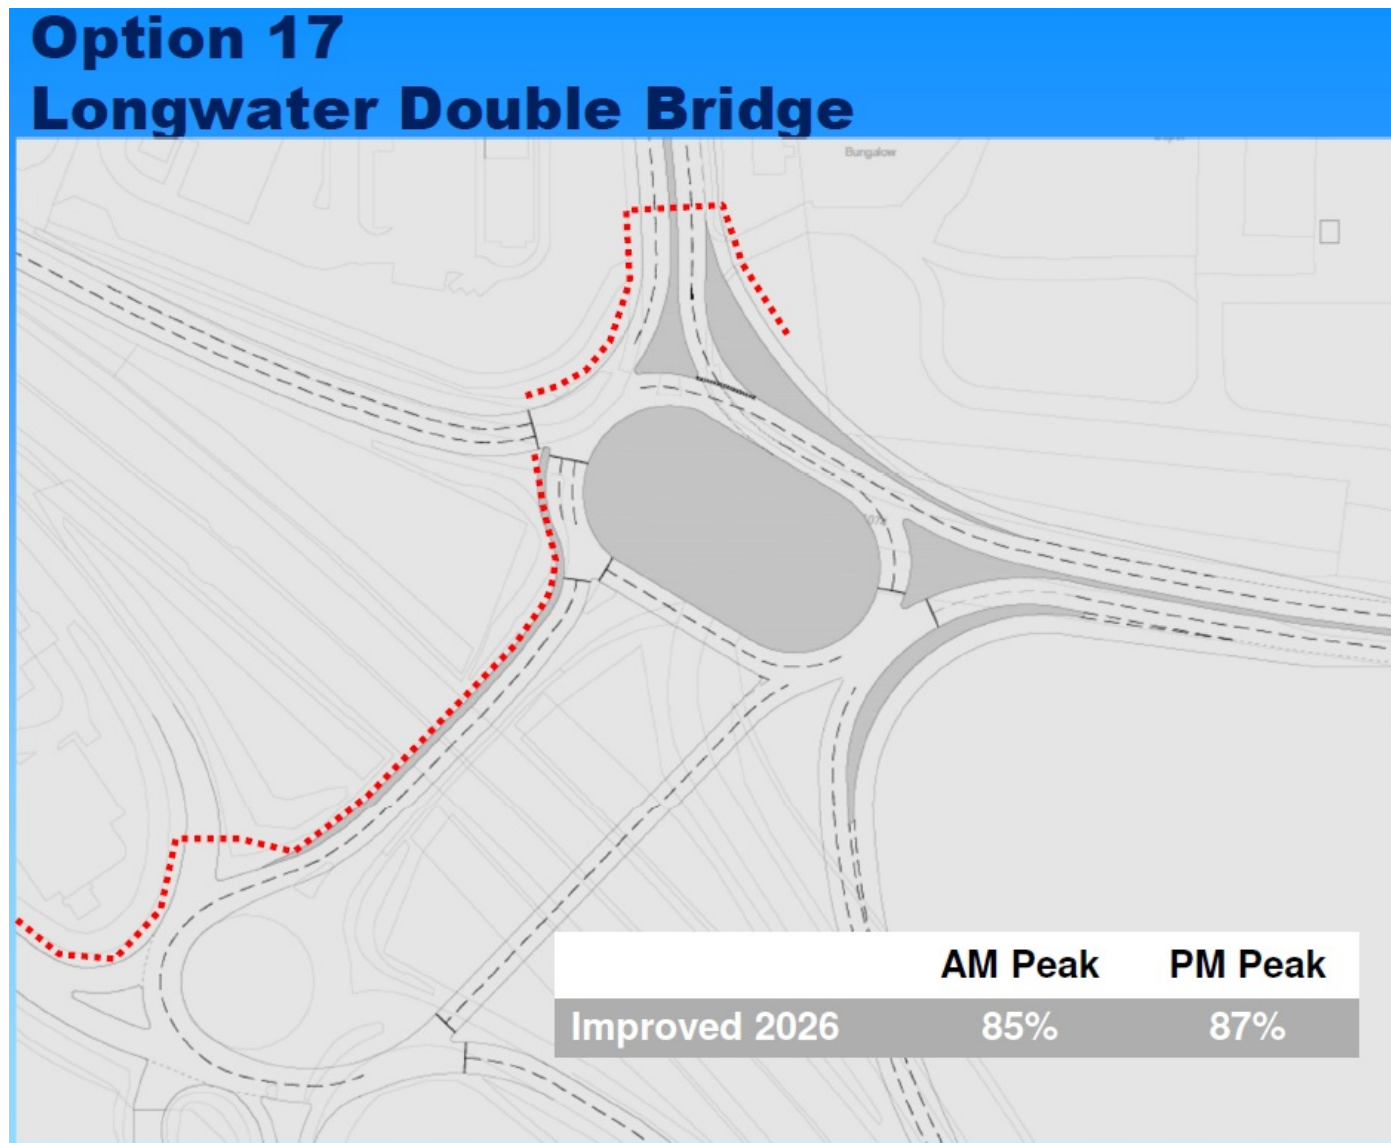 Option 17
Longwater Double Bridge
Bungalow
AM Peak PM Peak
Improved 2026 85% 87%